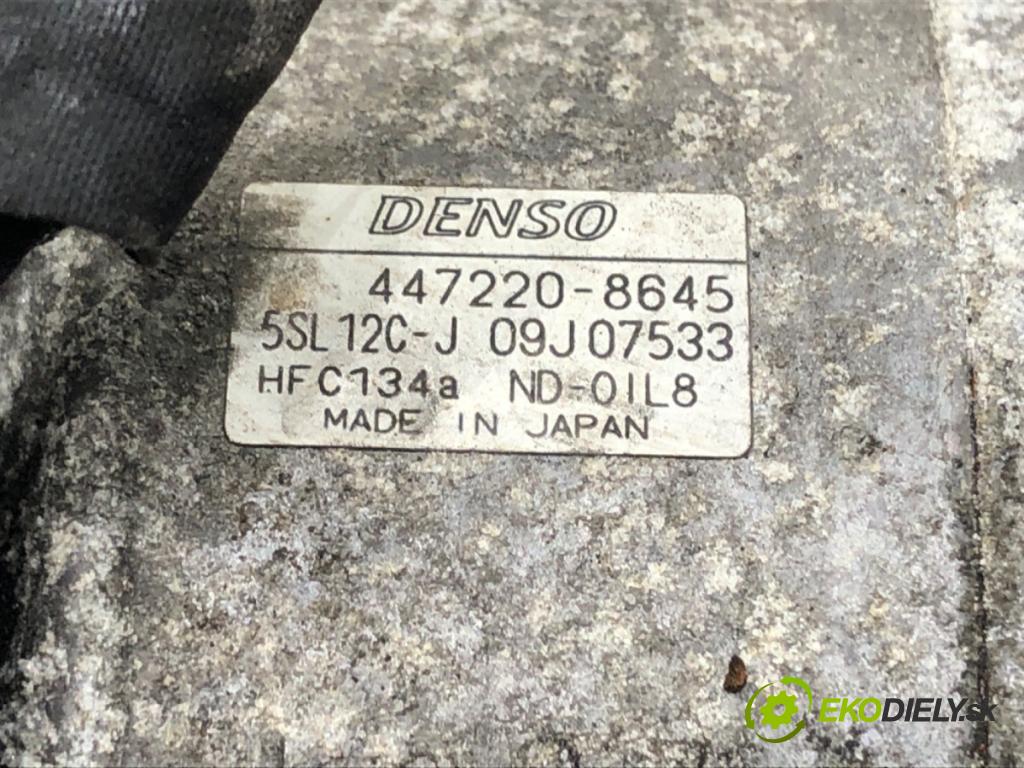 DENSO
447220-8645
5SL12C-J 09J07533
HFC134a ND-OIL8
MADE IN JAPAN
EKODIELY.sk